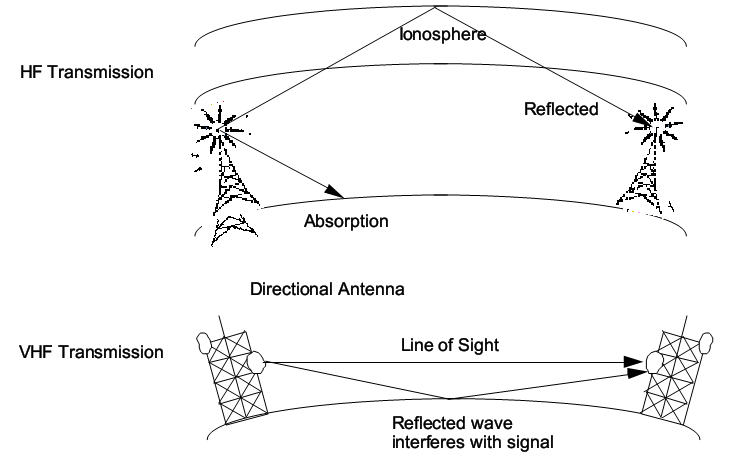 Ionosphere
HF Transmission
Reflected
Absorption
Directional Antenna
Line of Sight
VHF Transmission
Reflected wave
interferes with signal